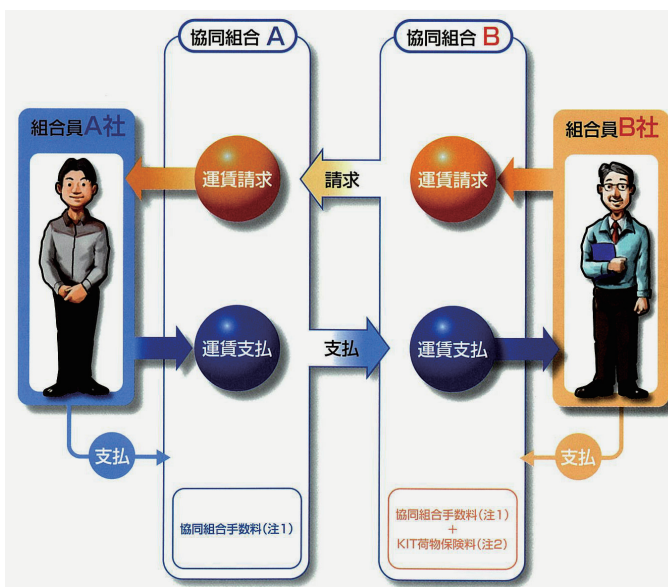 協同組合 A
協同組合 B
組合員A社
組合員B社
運賃請求
請求
運賃請求
運賃支払
支払
運賃支払
支払
支払
協同組合手数料(注1)
協同組合手数料(注1)
+
KIT荷物保険料(注2)